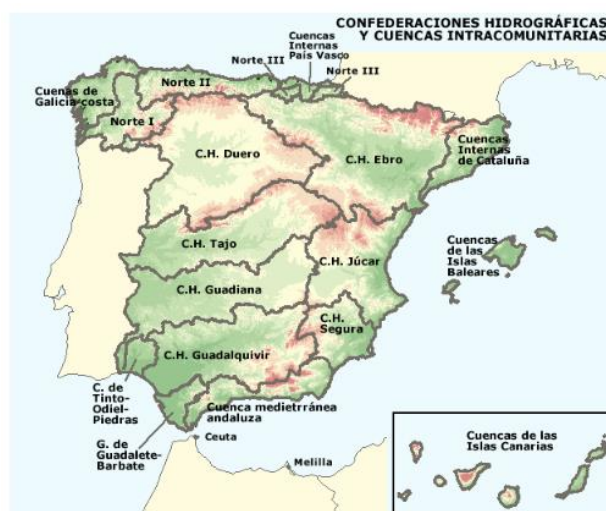 CONFEDERACIONES HIDROGRÁFICAS
Y CUENCAS INTRACOMUNITARIAS
Cuencas
Internas
País Vasco
Norte III
Norte III
Norte II
Cuenas de
Galicia-costa
Norte I
C.H. Duero
C.H. Ebro
Cuencas
Internas
de Cataluña
C.H. Tajo
C.H. Júcar
Cuencas
de las
Islas
Baleares
C.H. Guadiana
C.H.
Segura
C.H. Guadalquivir
C. de
Tinto-
Odiel-
Piedras
Cuenca medietrránea
andaluza
G. de
Guadalete-
Barbate
Ceuta
Melilla
Cuencas de las
Islas Canarias